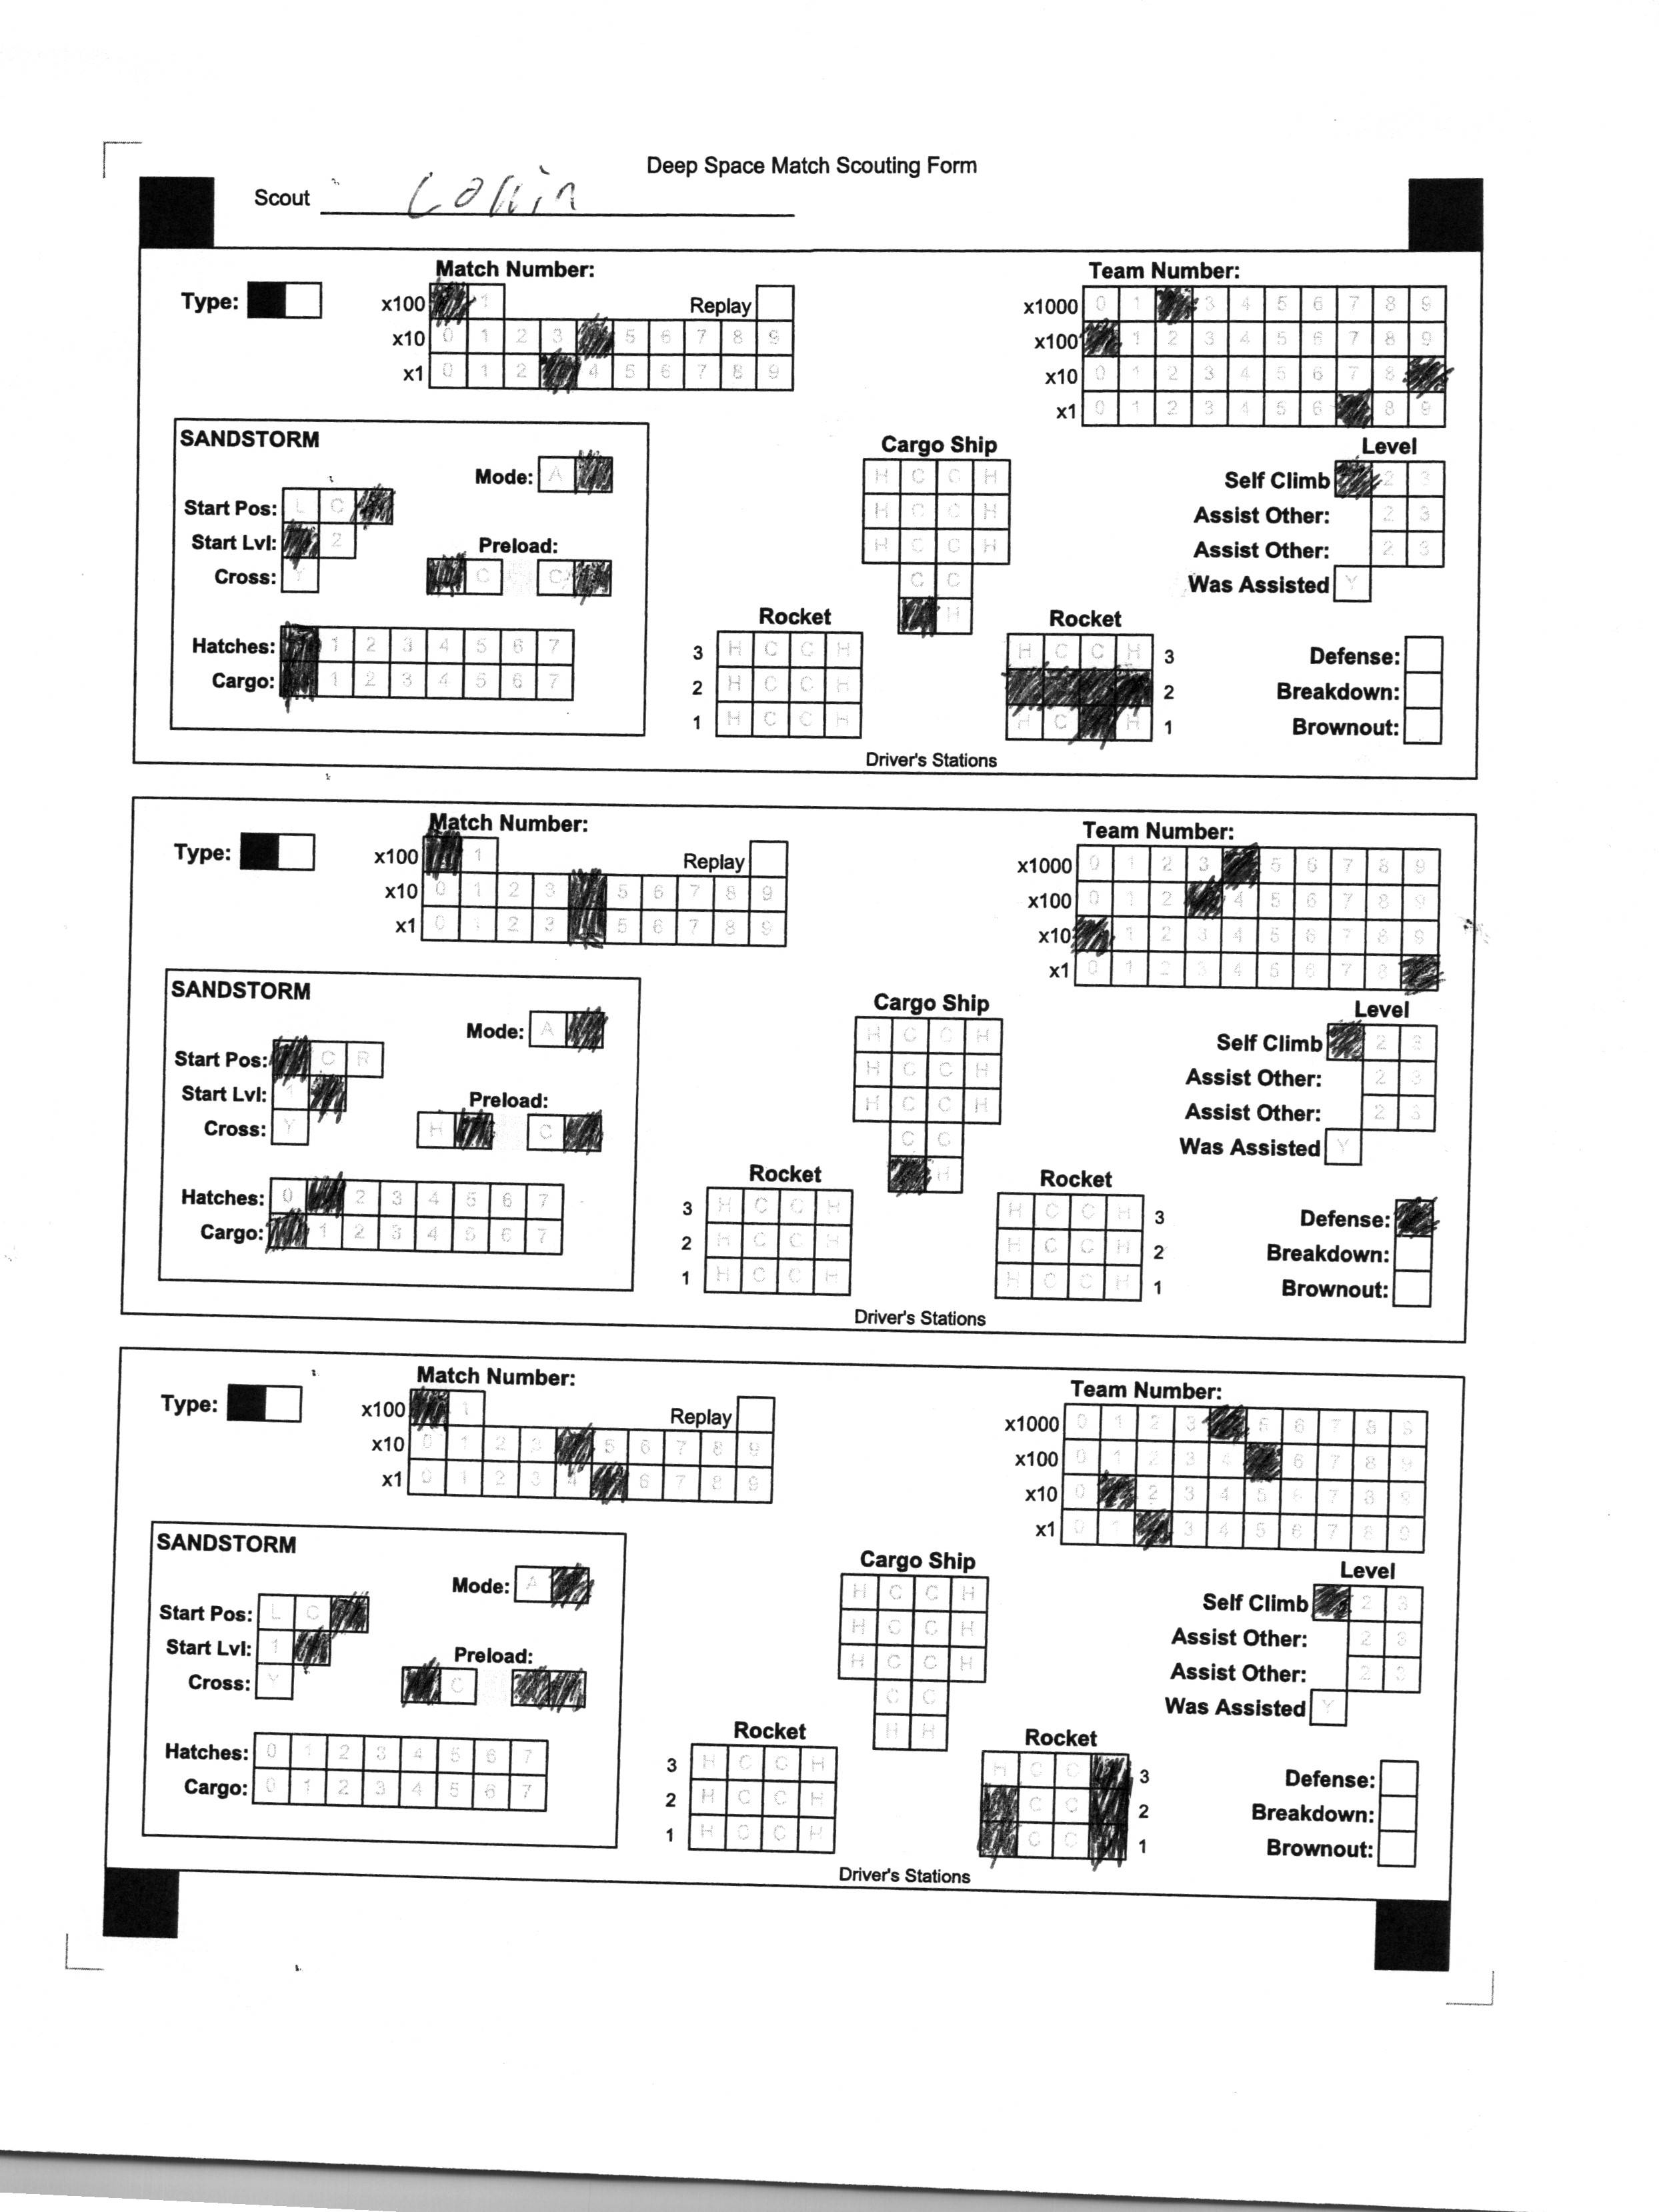 Deep Space Match Scouting Form
Scout Collin
Match Number: Team Number:
Type: x100 1 Replay x1000 0 1 3 4 5 6 7 8 9
x10 0 1 2 3 5 6 7 8 9 x100 1 2 3 4 5 6 7 8 9
x1 0 1 2 4 5 6 7 8 9 x10 0 1 2 3 4 5 6 7 8
x1 0 1 2 3 4 5 6 8 9
SANDSTORM Cargo Ship Level
Mode: A H C C H Self Climb 2 3
Start Pos: L C H C C H Assist Other: 2 3
Start Lvl: 2 Preload: H C C H Assist Other: 2 3
Cross: Y C C C C Was Assisted Y
H
Rocket Rocket
Hatches: 1 2 3 4 5 6 7 3 H C C H H C C H 3 Defense:
Cargo: 1 2 3 4 5 6 7 2 H C C H 2 Breakdown:
1 H C C H H C H 1 Brownout:
Driver's Stations
Match Number: Team Number:
Type: x100 1 Replay x1000 0 1 2 3 5 6 7 8 9
x10 0 1 2 3 5 6 7 8 9 x100 0 1 2 4 5 6 7 8 9
x1 0 1 2 3 5 6 7 8 9 x10 1 2 3 4 5 6 7 8 9
x1 0 1 2 3 4 5 6 7 8
SANDSTORM Cargo Ship Level
Mode: A H C C H Self Climb 2 3
Start Pos: C R H C C H Assist Other: 2 3
Start Lvl: 1 Preload: H C C H Assist Other: 2 3
Cross: Y H C C C Was Assisted Y
H
Rocket Rocket
Hatches: 0 2 3 4 5 6 7 3 H C C H H C C H 3 Defense:
Cargo: 1 2 3 4 5 6 7 2 H C C H H C C H 2 Breakdown:
1 H C C H H C C H 1 Brownout:
Driver's Stations
Match Number: Team Number:
Type: x100 1 Replay x1000 0 1 2 3 5 6 7 8 9
x10 0 1 2 3 5 6 7 8 9 x100 0 1 2 3 4 6 7 8 9
x1 0 1 2 3 4 6 7 8 9 x10 0 2 3 4 5 6 7 8 9
x1 0 1 3 4 5 6 7 8 9
SANDSTORM Cargo Ship Level
Mode: A H C C H Self Climb 2 3
Start Pos: L C H C C H Assist Other: 2 3
Start Lvl: 1 Preload: H C C H Assist Other: 2 3
Cross: Y C C C Was Assisted Y
H H
Rocket Rocket
Hatches: 0 1 2 3 4 5 6 7 3 H C C H H C C 3 Defense:
Cargo: 0 1 2 3 4 5 6 7 2 H C C H C C 2 Breakdown:
1 H C C H C C 1 Brownout:
Driver's Stations